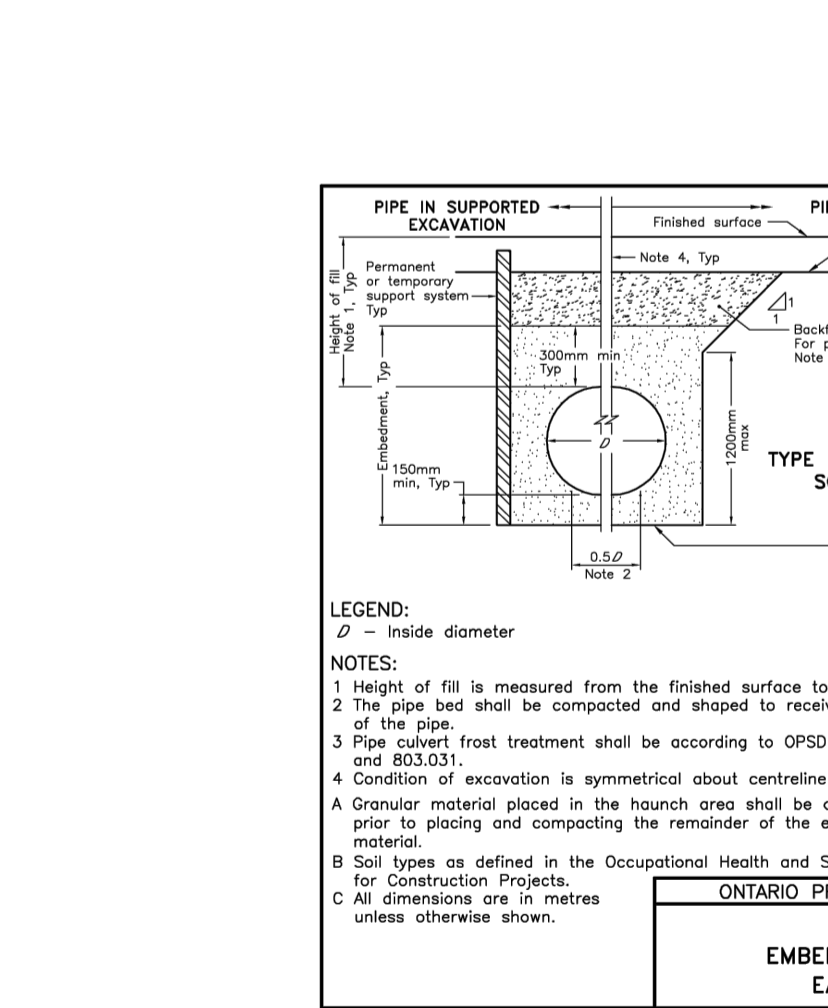 PIPE IN SUPPORTED
EXCAVATION
Finished surface
Note 4, Typ
Height of fill
Note 1, Typ
Permanent
or temporary
support system
Typ
1
1
For
Note
300mm min
Typ
Embedment, Typ
1200mm
max
D
150mm
min, Typ
TYPE
0.5D
Note 2
LEGEND:
D – Inside diameter
NOTES:
1 Height of fill is measured from the finished surface to
2 The pipe bed shall be compacted and shaped to
of the pipe.
3 Pipe culvert frost treatment shall be according to OPSD
and 803.031.
4 Condition of excavation is symmetrical about centreline
A Granular material placed in the haunch area shall be
prior to placing and compacting the remainder of the
material.
B Soil types as defined in the Occupational Health and
for Construction Projects.
C All dimensions are in metres
unless otherwise shown.
ONTARIO